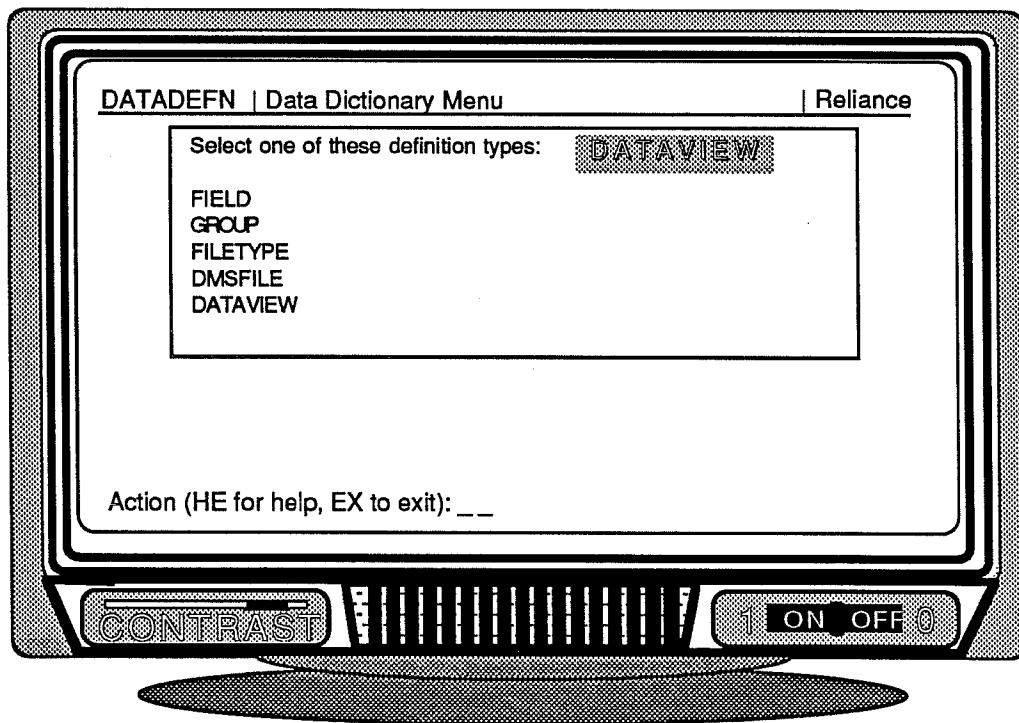 DATADEFN | Data Dictionary Menu | Reliance
Select one of these definition types: DATAVIEW
FIELD
GROUP
FILETYPE
DMSFILE
DATAVIEW
Action (HE for help, EX to exit): _ _
CONTRAST 1 ON OFF 0